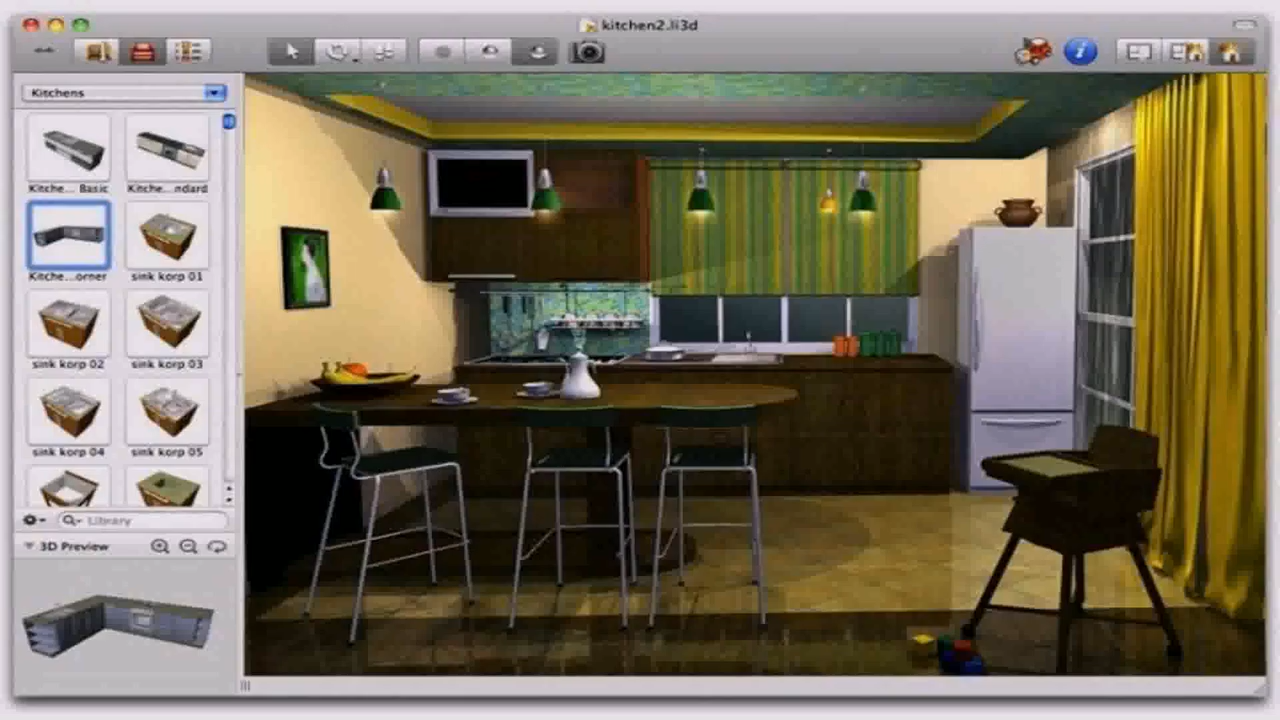 kitchen2.li3d
Kitchens
Kitche... Basic
Kitche...ndard
Kitche...orner
sink korp 01
sink korp 02
sink korp 03
sink korp 04
sink korp 05
Library
3D Preview